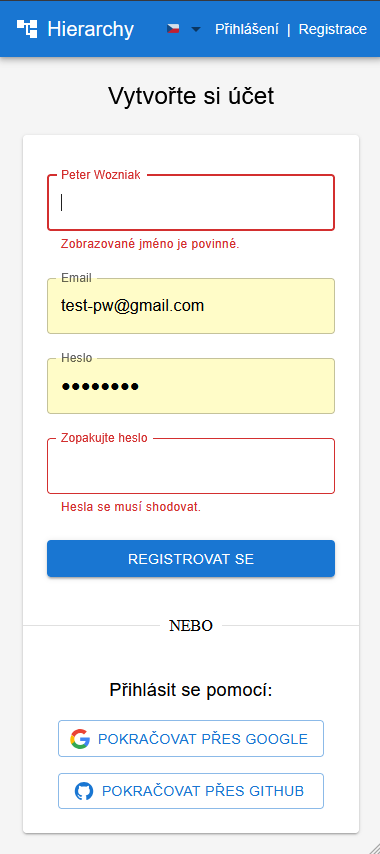 Hierarchy
Přihlášení | Registrace
Vytvořte si účet
Peter Wozniak
Zobrazované jméno je povinné.
Email
test-pw@gmail.com
Heslo
●●●●●●●●
Zopakujte heslo
Hesla se musí shodovat.
REGISTROVAT SE
NEBO
Přihlásit se pomocí:
POKRAČOVAT PŘES GOOGLE
POKRAČOVAT PŘES GITHUB